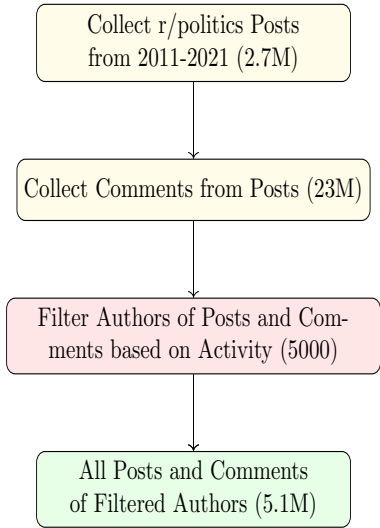 Collect r/politics Posts
from 2011-2021 (2.7M)
Collect Comments from Posts (23M)
Filter Authors of Posts and Com-
ments based on Activity (5000)
All Posts and Comments
of Filtered Authors (5.1M)